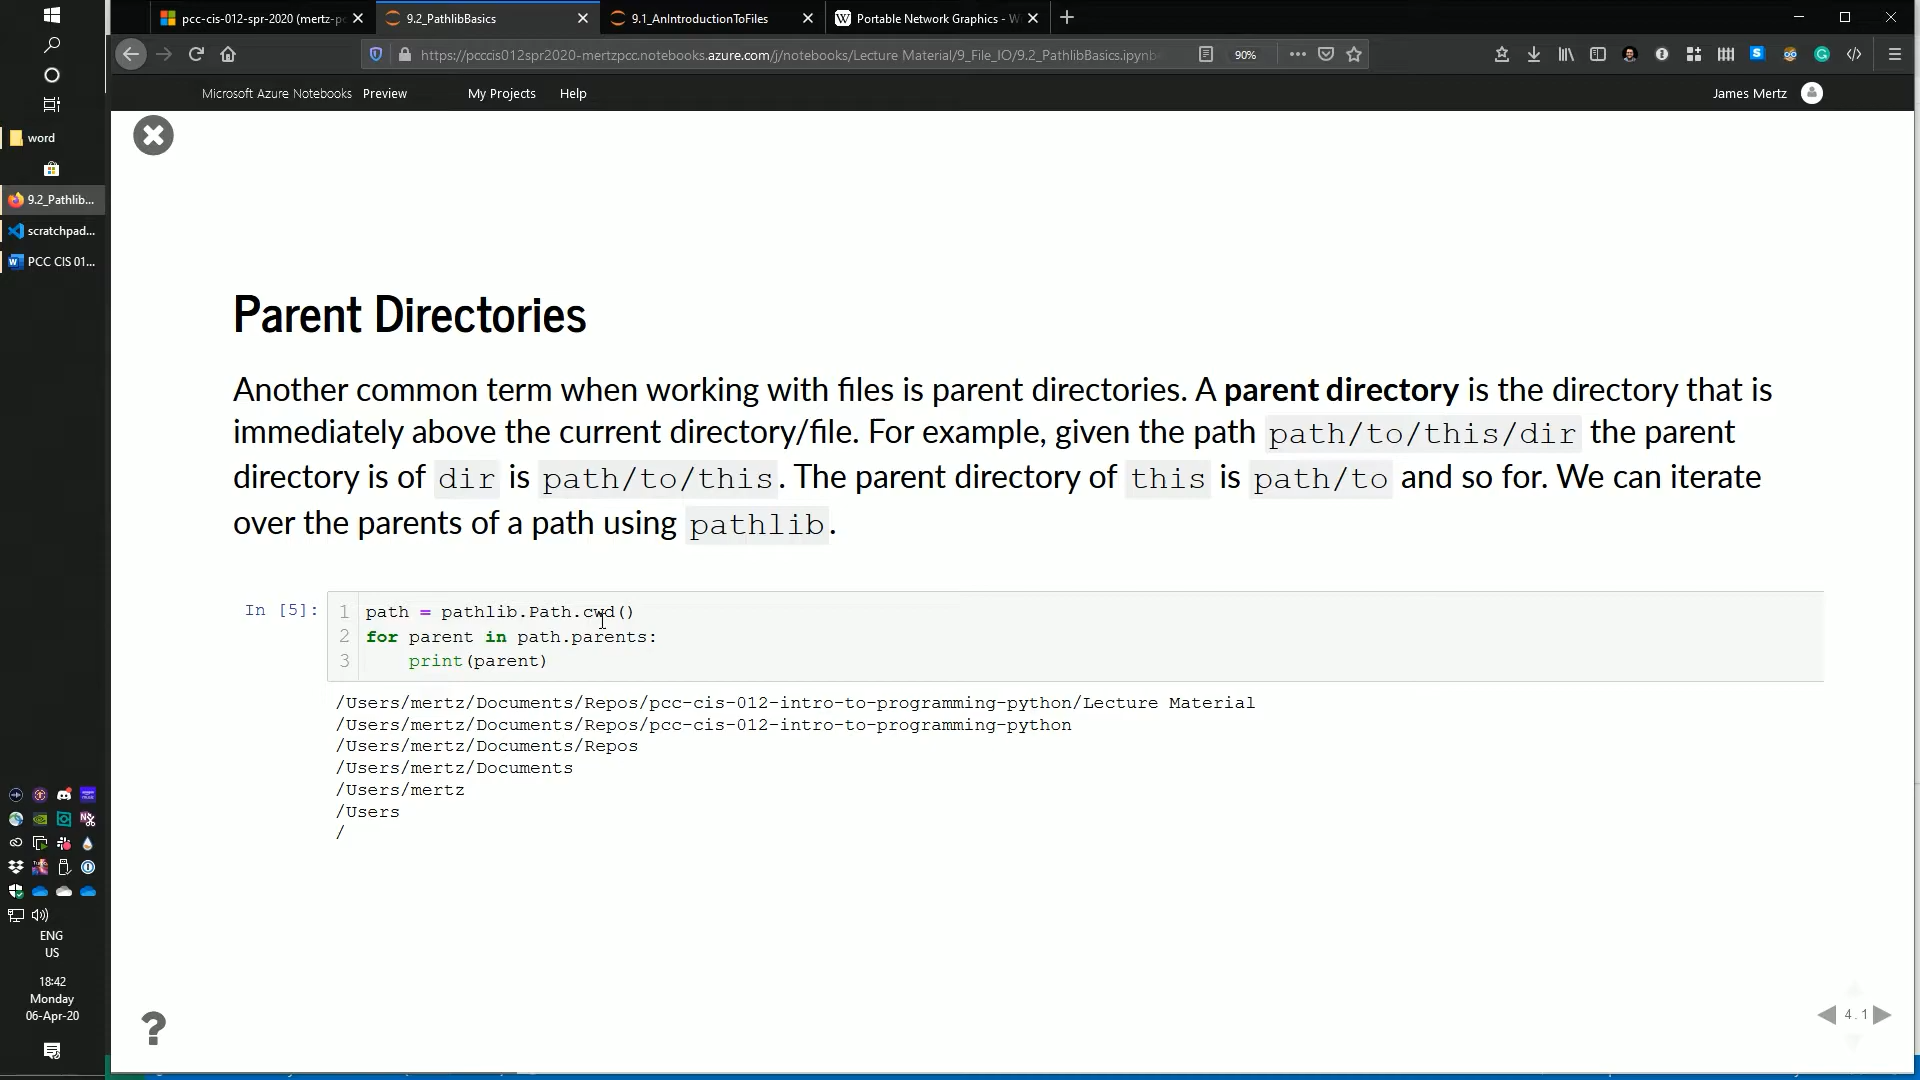 pcc-cis-012-spr-2020 (mertz-pc
9.2_PathlibBasics
9.1_AnIntroductionToFiles
Portable Network Graphics - W
https://pcccis012spr2020-mertzpcc.notebooks.azure.com/j/notebooks/Lecture Material/9_File_IO/9.2_PathlibBasics.ipynb
90%
Microsoft Azure Notebooks
Preview
My Projects
Help
James Mertz
word
9.2_Pathlib...
scratchpad...
PCC CIS 01...
Parent Directories
Another common term when working with files is parent directories. A parent directory is the directory that is
immediately above the current directory/file. For example, given the path path/to/this/dir the parent
directory is of dir is path/to/this. The parent directory of this is path/to and so for. We can iterate
over the parents of a path using pathlib.
In [5]:
1 path = pathlib.Path.cwd()
2 for parent in path.parents:
3 print(parent)
/Users/mertz/Documents/Repos/pcc-cis-012-intro-to-programming-python/Lecture Material
/Users/mertz/Documents/Repos/pcc-cis-012-intro-to-programming-python
/Users/mertz/Documents/Repos
/Users/mertz/Documents
/Users/mertz
/Users
/
ENG
US
18:42
Monday
06-Apr-20
?
4.1